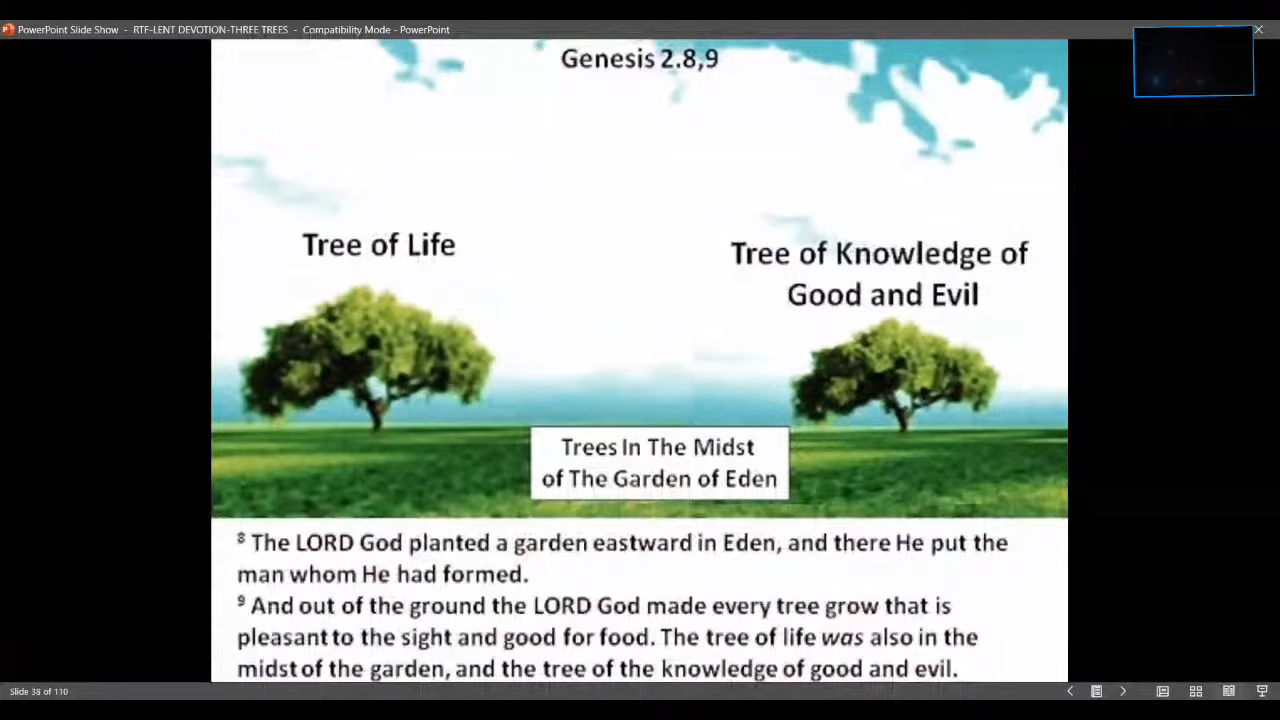 PowerPoint Slide Show - RTF-LENT DEVOTION-THREE TREES - Compatibility Mode - PowerPoint
Genesis 2.8,9
Tree of Life
Tree of Knowledge of
Good and Evil
Trees In The Midst
of The Garden of Eden
8 The LORD God planted a garden eastward in Eden, and there He put the
man whom He had formed.
9 And out of the ground the LORD God made every tree grow that is
pleasant to the sight and good for food. The tree of life was also in the
midst of the garden, and the tree of the knowledge of good and evil.
Slide 38 of 110